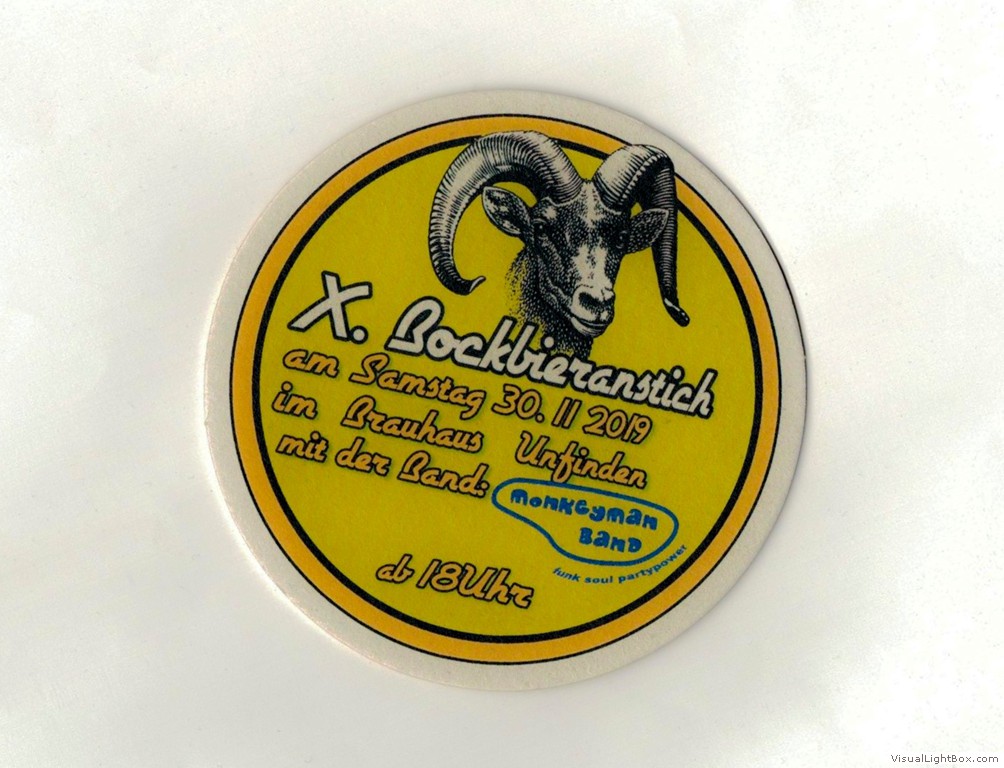 X. Bockbieranstich
am Samstag 30. 11 2019
im Brauhaus Unfinden
mit der Band:
monkeyman
BAND
funk soul partypower
ab 18Uhr
VisualLightBox.com